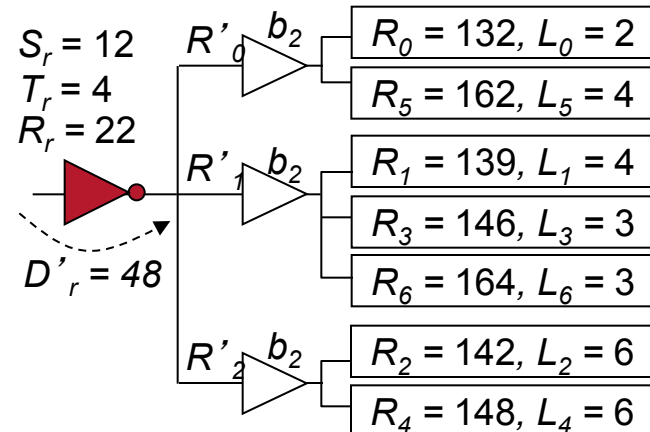 S_r = 12
T_r = 4
R_r = 22
D'_r = 48
R'_0 b_2
R_0 = 132, L_0 = 2
R_5 = 162, L_5 = 4
R'_1 b_2
R_1 = 139, L_1 = 4
R_3 = 146, L_3 = 3
R_6 = 164, L_6 = 3
R'_2 b_2
R_2 = 142, L_2 = 6
R_4 = 148, L_4 = 6